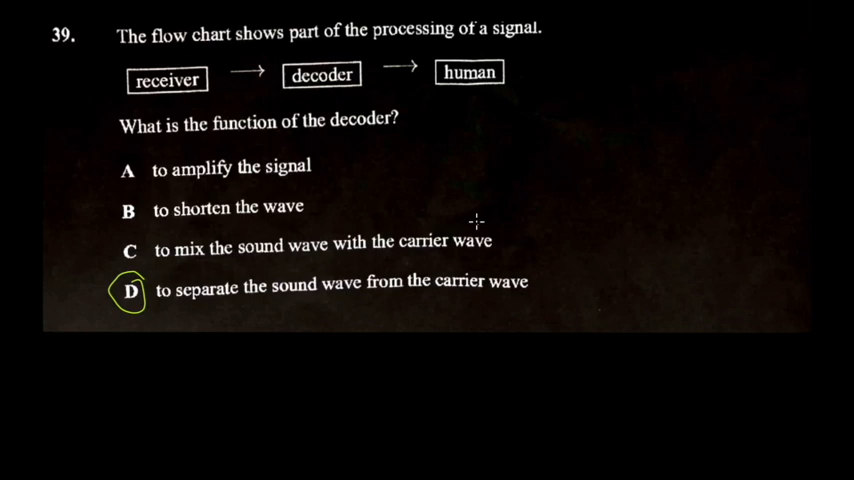 39. The flow chart shows part of the processing of a signal.
receiver → decoder → human
What is the function of the decoder?
A to amplify the signal
B to shorten the wave
C to mix the sound wave with the carrier wave
D to separate the sound wave from the carrier wave